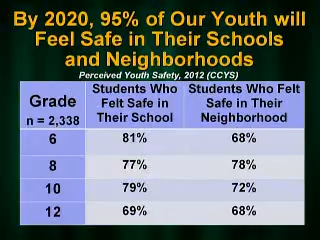 By 2020, 95% of Our Youth will
Feel Safe in Their Schools
and Neighborhoods
Perceived Youth Safety, 2012 (CCYS)
Grade
n = 2,338
Students Who
Felt Safe in
Their School
Students Who Felt
Safe in Their
Neighborhood
6 81% 68%
8 77% 78%
10 79% 72%
12 69% 68%